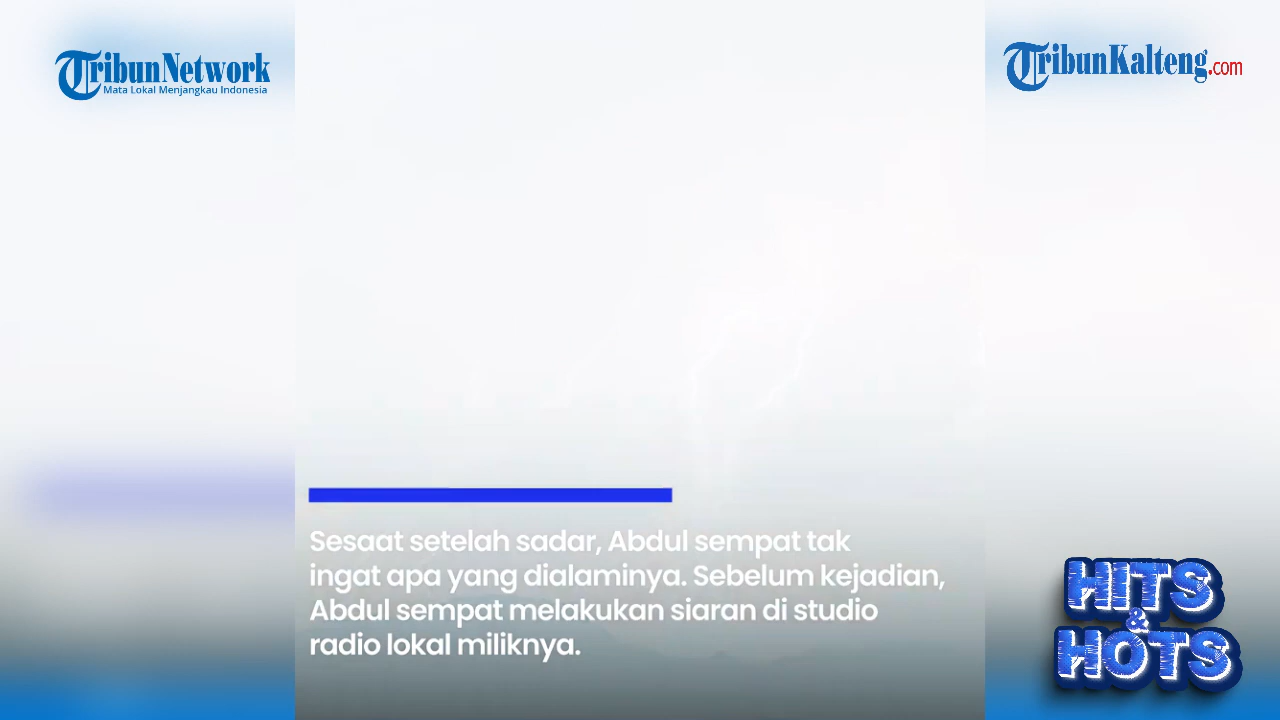 TribunNetwork
Mata Lokal Menjangkau Indonesia
TribunKalteng.com
Sesaat setelah sadar, Abdul sempat tak
ingat apa yang dialaminya. Sebelum kejadian,
Abdul sempat melakukan siaran di studio
radio lokal miliknya.
HITS
&
HOTS